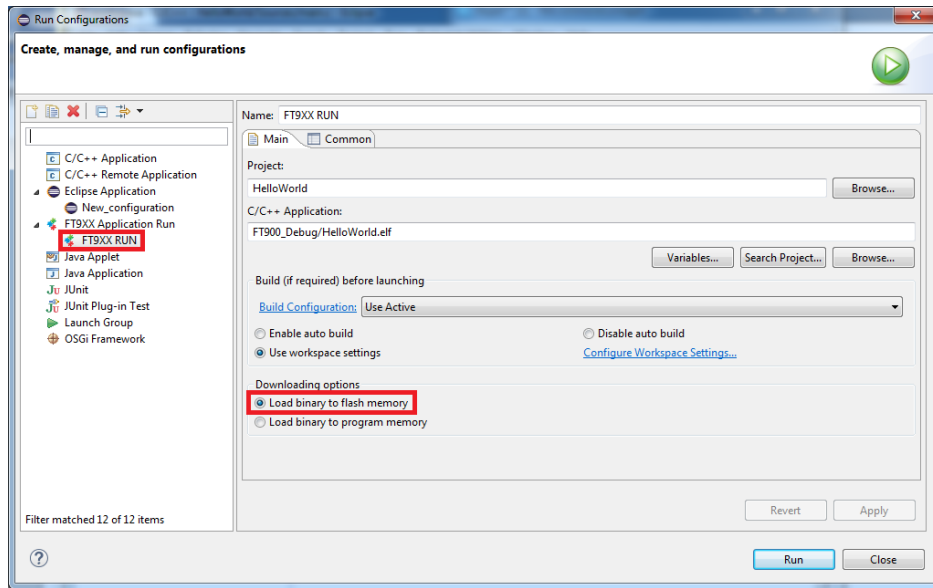 Run Configurations
Create, manage, and run configurations
C/C++ Application
C/C++ Remote Application
Eclipse Application
New_configuration
FT9XX Application Run
FT9XX RUN
Java Applet
Java Application
JUnit
JUnit Plug-in Test
Launch Group
OSGi Framework
Filter matched 12 of 12 items
Name: FT9XX RUN
Main Common
Project:
HelloWorld Browse...
C/C++ Application:
FT900_Debug/HelloWorld.elf
Variables... Search Project... Browse...
Build (if required) before launching
Build Configuration: Use Active
Enable auto build Disable auto build
Use workspace settings Configure Workspace Settings...
Downloading options
Load binary to flash memory
Load binary to program memory
Revert Apply
Run Close